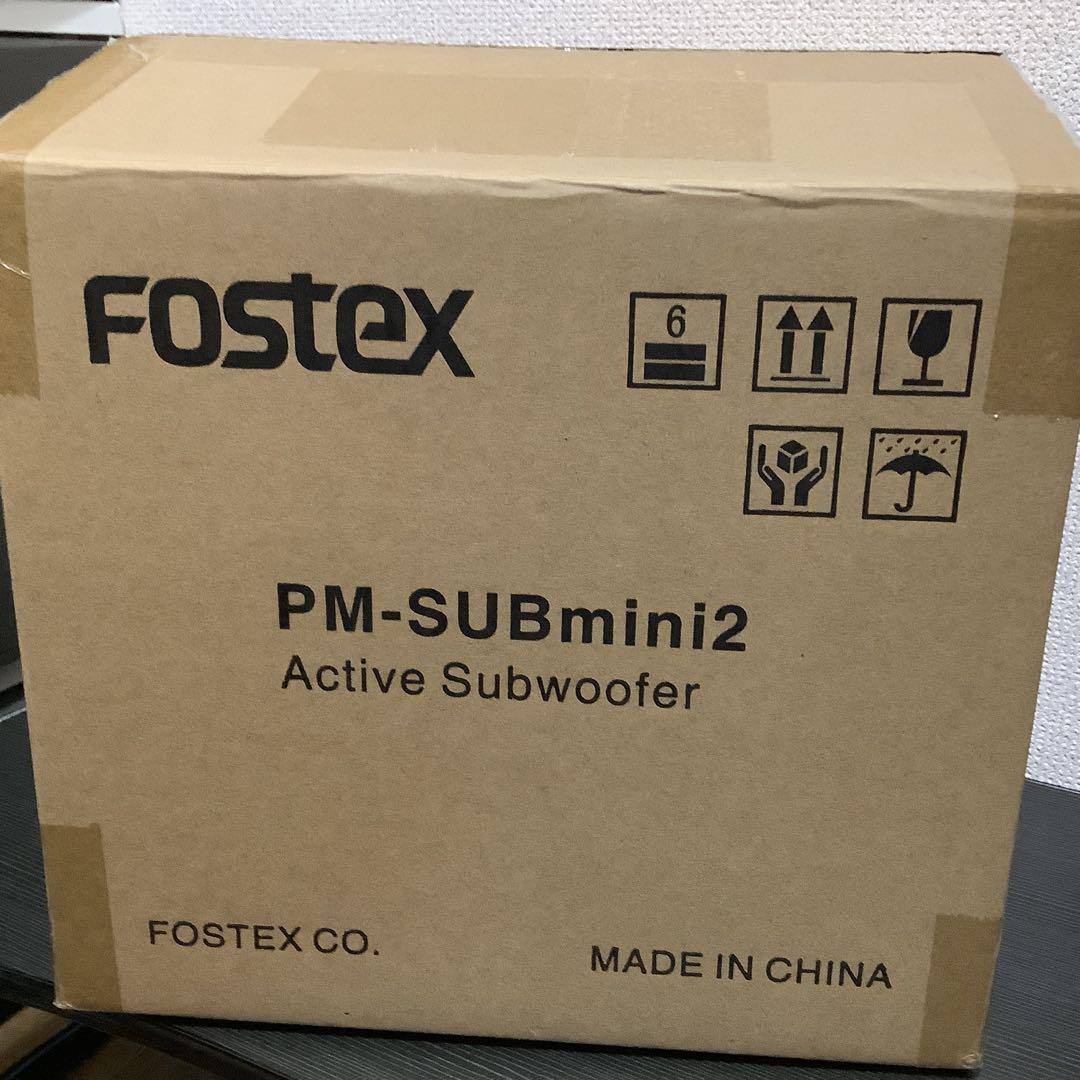 Fostex
6
PM-SUBmini2
Active Subwoofer
FOSTEX CO.
MADE IN CHINA